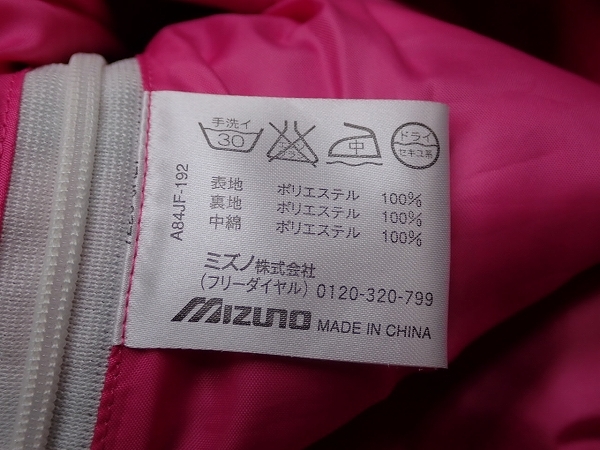 手洗イ
30 中 ドライ セキユ系
A84JF-192
表地 ポリエステル 100%
裏地 ポリエステル 100%
中綿 ポリエステル 100%
ミズノ株式会社
(フリーダイヤル) 0120-320-799
mizuno MADE IN CHINA